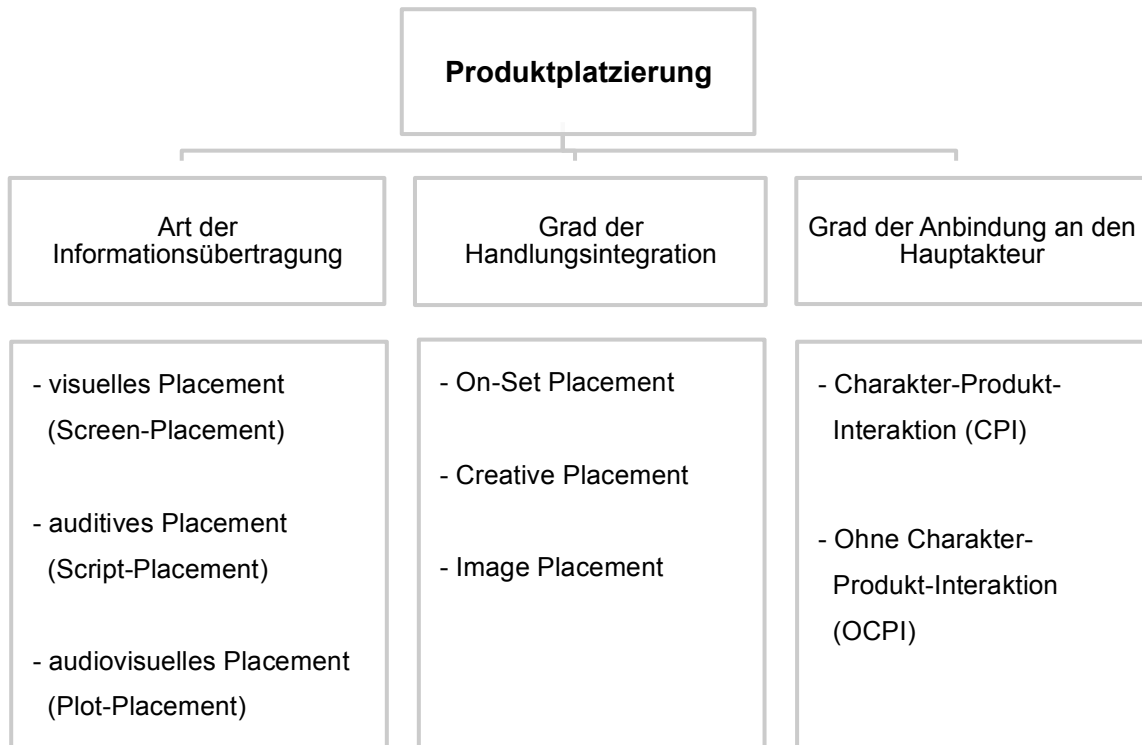 Produktplatzierung
Art der
Informationsübertragung
- visuelles Placement
(Screen-Placement)
- auditives Placement
(Script-Placement)
- audiovisuelles Placement
(Plot-Placement)
Grad der
Handlungsintegration
- On-Set Placement
- Creative Placement
- Image Placement
Grad der Anbindung an den
Hauptakteur
- Charakter-Produkt-
Interaktion (CPI)
- Ohne Charakter-
Produkt-Interaktion
(OCPI)